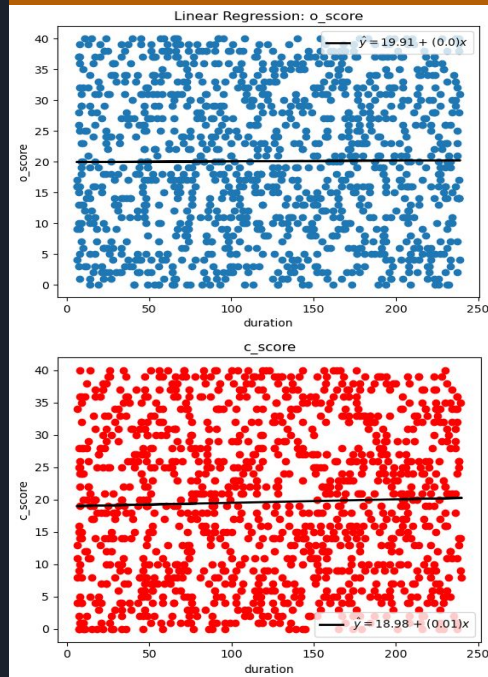 Linear Regression: o_score
ŷ = 19.91 + (0.0)x
40
35
30
25
20
15
10
5
0
o_score
0 50 100 150 200 250
duration
c_score
40
35
30
25
20
15
10
5
0
c_score
ŷ = 18.98 + (0.01)x
0 50 100 150 200 250
duration